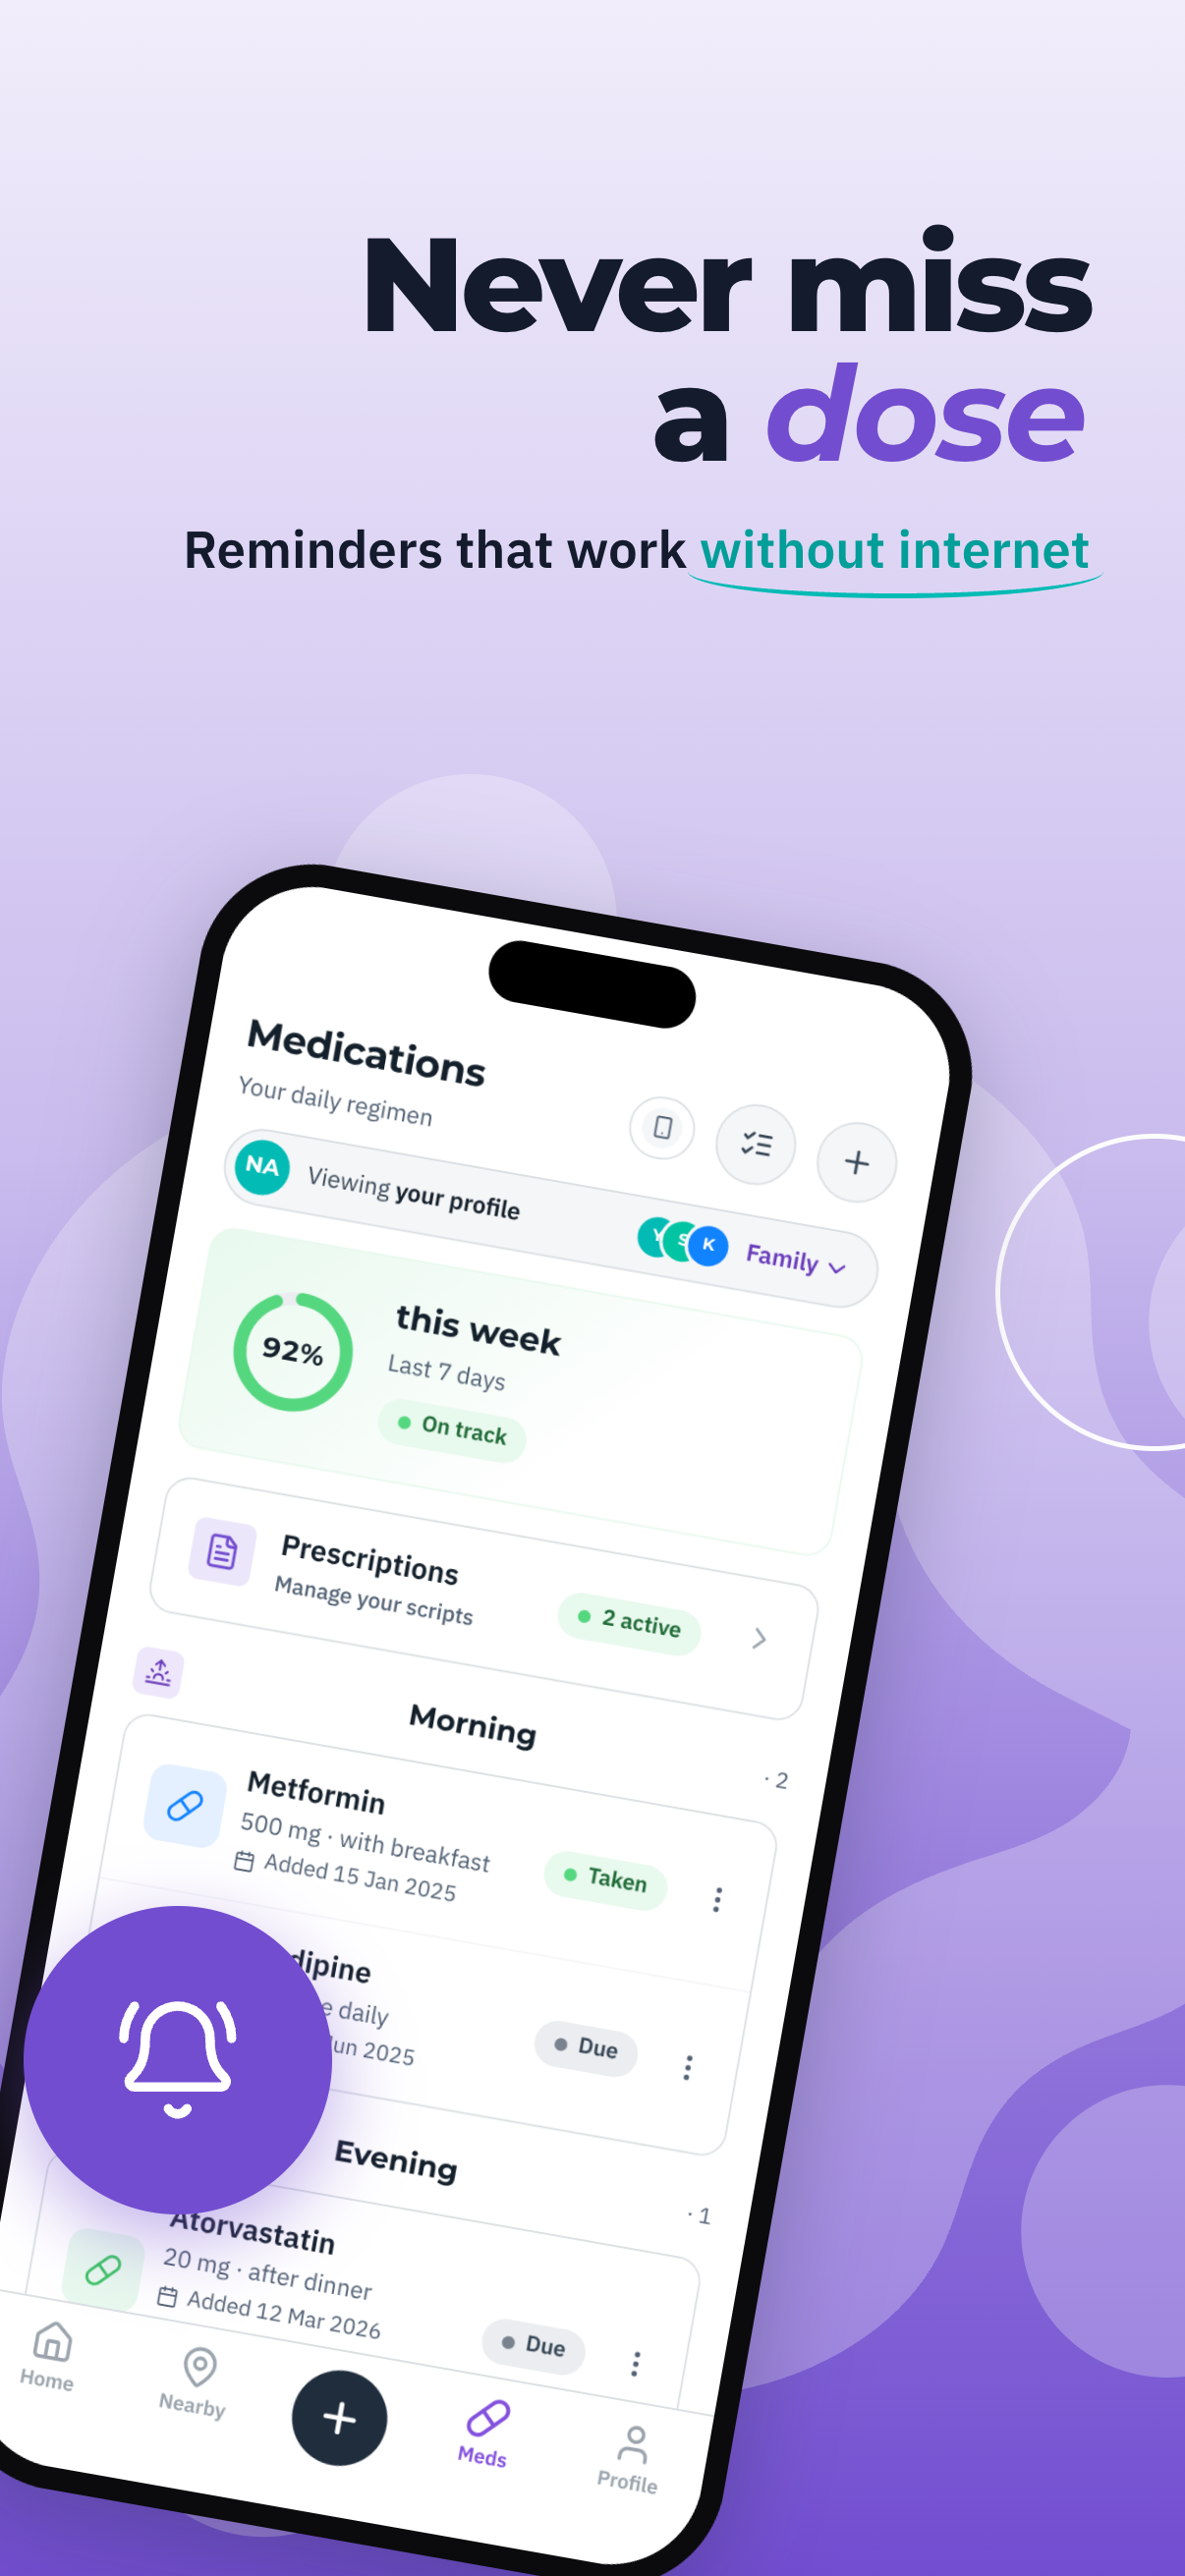 Never miss
a dose
Reminders that work without internet
Medications
Your daily regimen
NA Viewing your profile
K Family
92%
this week
Last 7 days
On track
Prescriptions
Manage your scripts
2 active
Morning
· 2
Metformin
500 mg · with breakfast
Added 15 Jan 2025
Taken
dipine
daily
2025
Due
Evening
· 1
Atorvastatin
20 mg · after dinner
Added 12 Mar 2026
Due
Home
Nearby
Meds
Profile